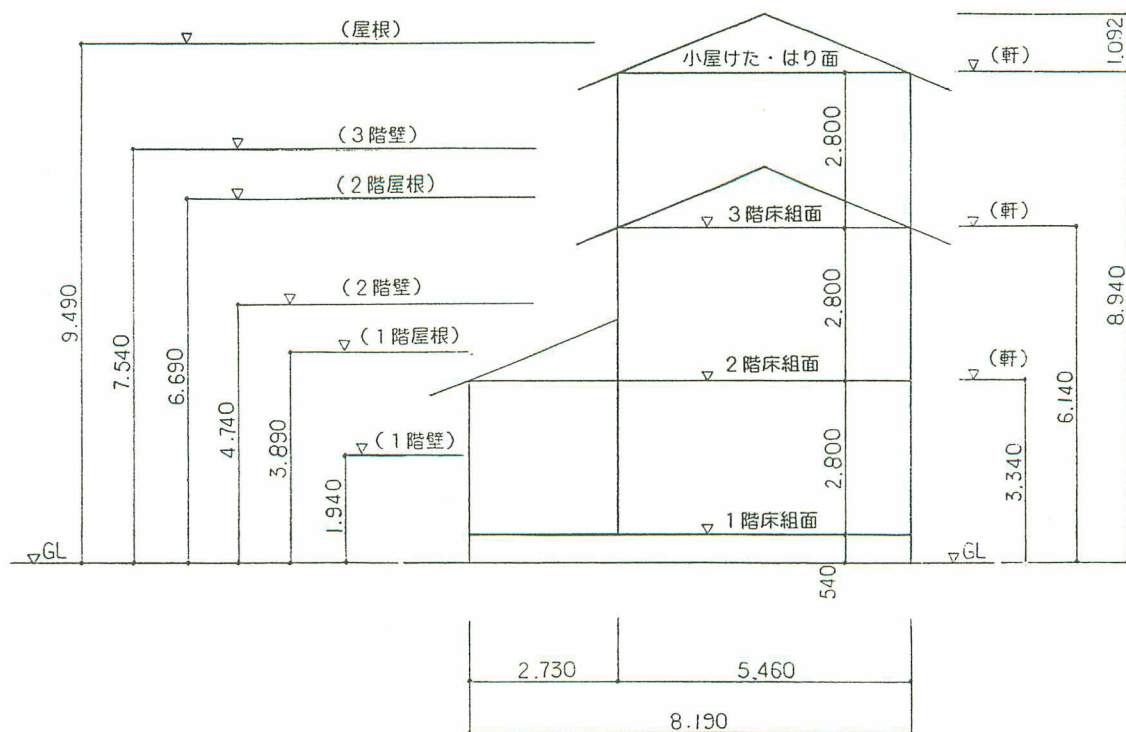 (屋根)
1.092
小屋けた・はり面
(軒)
(3階壁)
2.800
(2階屋根)
3階床組面
(軒)
9.490
7.540
6.690
(2階壁)
4.740
(1階屋根)
3.890
2.800
8.940
2階床組面
(軒)
6.140
(1階壁)
1.940
2.800
3.340
1階床組面
GL
GL
540
2.730
5.460
8.190